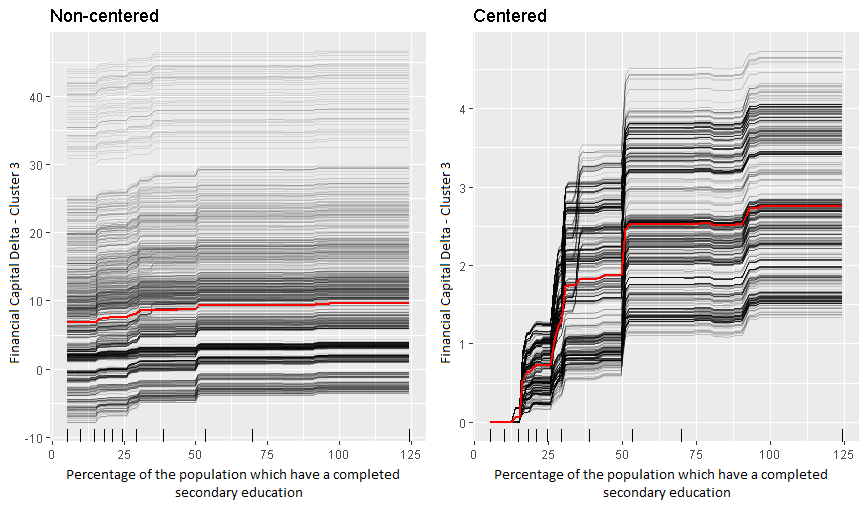 Non-centered
Financial Capital Delta - Cluster 3
40
30
20
10
0
-10
0
25
50
75
100
125
Percentage of the population which have a completed
secondary education
Centered
Financial Capital Delta - Cluster 3
4
3
2
1
0
0
25
50
75
100
125
Percentage of the population which have a completed
secondary education